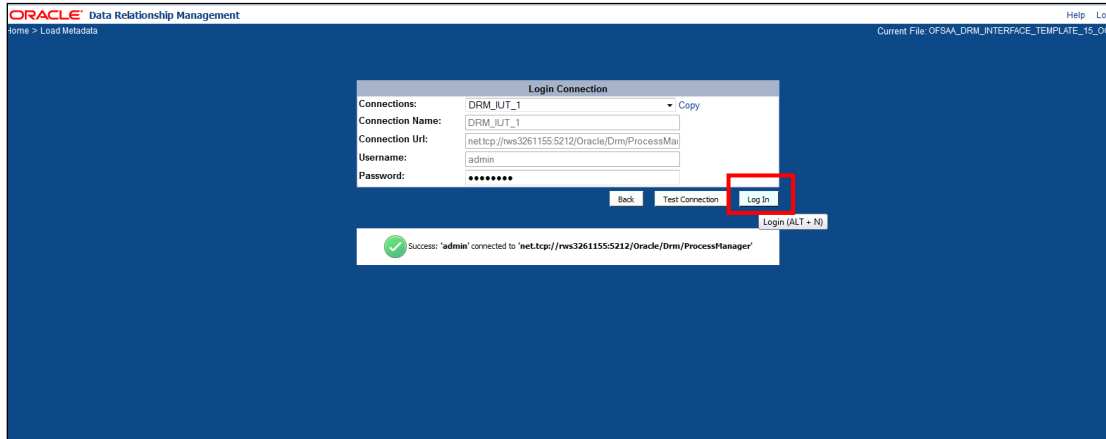 ORACLE Data Relationship Management
Help Lo
Home > Load Metadata
Current File: OFSAA_DRM_INTERFACE_TEMPLATE_15_O
Login Connection
Connections: DRM_IUT_1 Copy
Connection Name: DRM_IUT_1
Connection Url: net.tcp://rws3261155:5212/Oracle/Drm/ProcessMa
Username: admin
Password: ••••••••
Back Test Connection Log In
Login (ALT + N)
Success: 'admin' connected to 'net.tcp://rws3261155:5212/Oracle/Drm/ProcessManager'